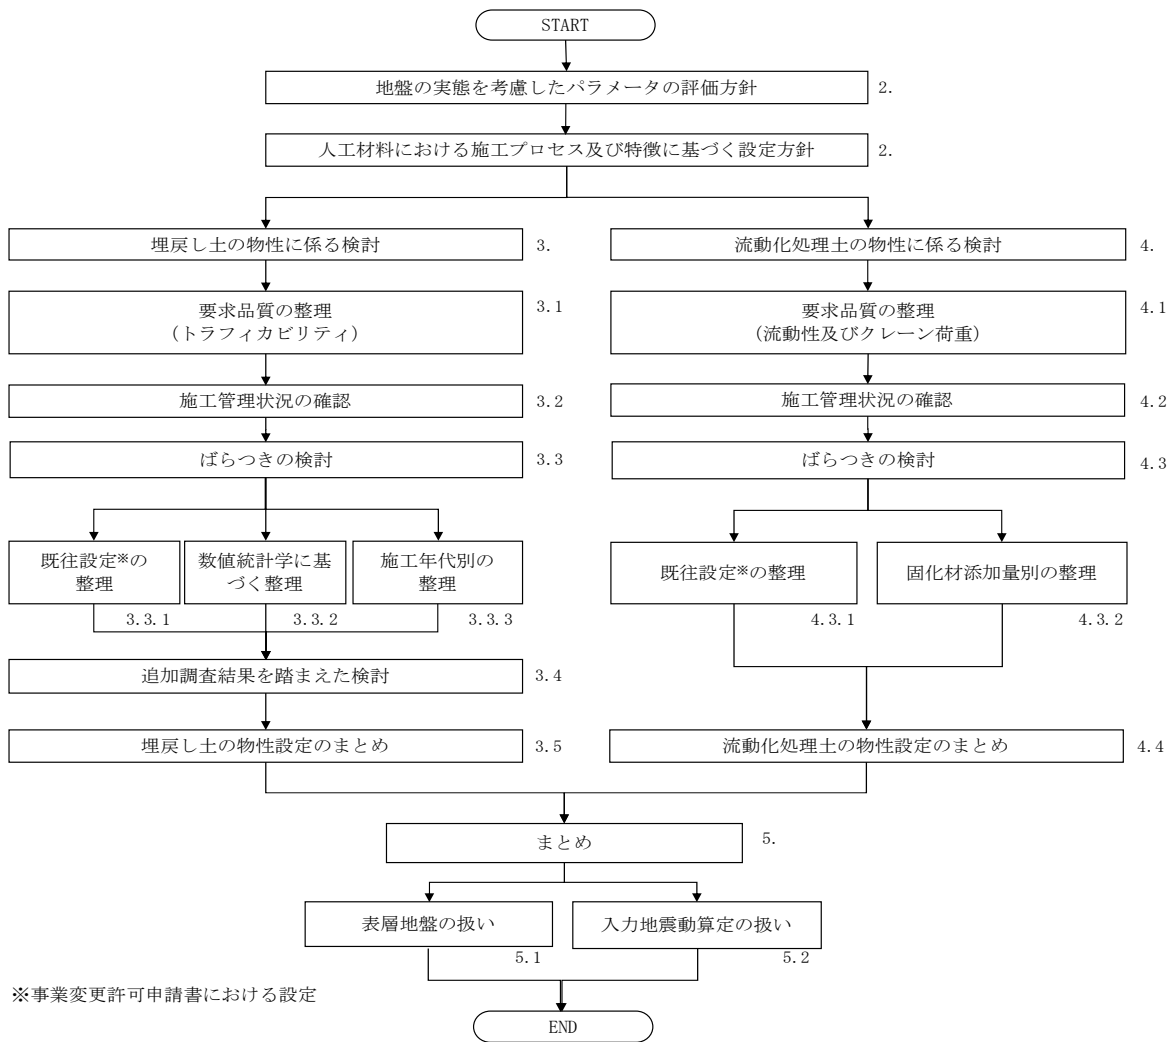 START
地盤の実態を考慮したパラメータの評価方針
2.
人工材料における施工プロセス及び特徴に基づく設定方針
2.
埋戻し土の物性に係る検討
3.
流動化処理土の物性に係る検討
4.
要求品質の整理
（トラフィカビリティ）
3.1
要求品質の整理
（流動性及びクレーン荷重）
4.1
施工管理状況の確認
3.2
施工管理状況の確認
4.2
ばらつきの検討
3.3
ばらつきの検討
4.3
既往設定※の
整理
3.3.1
数値統計学に基
づく整理
3.3.2
施工年代別の
整理
3.3.3
既往設定※の整理
4.3.1
固化材添加量別の整理
4.3.2
追加調査結果を踏まえた検討
3.4
埋戻し土の物性設定のまとめ
3.5
流動化処理土の物性設定のまとめ
4.4
まとめ
5.
表層地盤の扱い
5.1
入力地震動算定の扱い
5.2
※事業変更許可申請書における設定
END